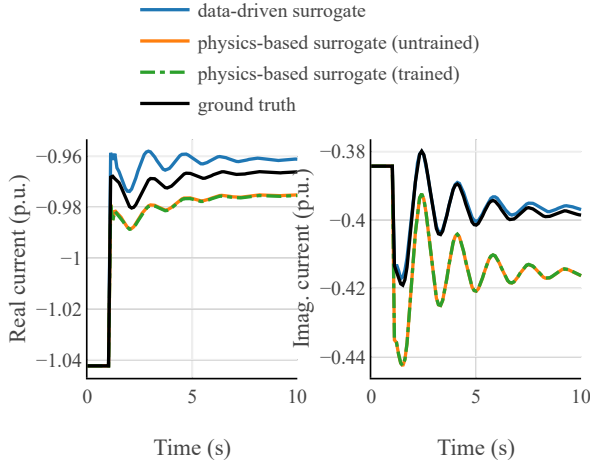 data-driven surrogate
physics-based surrogate (untrained)
physics-based surrogate (trained)
ground truth
Real current (p.u.)
−0.96
−0.98
−1
−1.02
−1.04
0
5
10
Time (s)
Imag. current (p.u.)
−0.38
−0.4
−0.42
−0.44
0
5
10
Time (s)